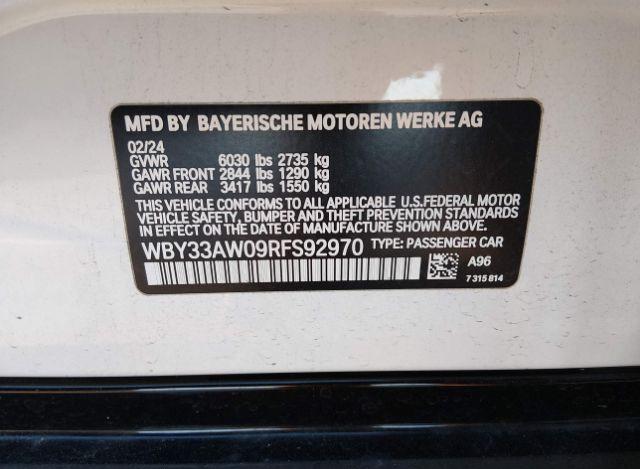 MFD BY BAYERISCHE MOTOREN WERKE AG
02/24
GVWR 6030 lbs 2735 kg
GAWR FRONT 2844 lbs 1290 kg
GAWR REAR 3417 lbs 1550 kg
THIS VEHICLE CONFORMS TO ALL APPLICABLE U.S.FEDERAL MOTOR
VEHICLE SAFETY, BUMPER AND THEFT PREVENTION STANDARDS
IN EFFECT ON THE DATE OF MANUFACTURE SHOWN ABOVE.
WBY33AW09RFS92970 TYPE: PASSENGER CAR
A96
7 315 814